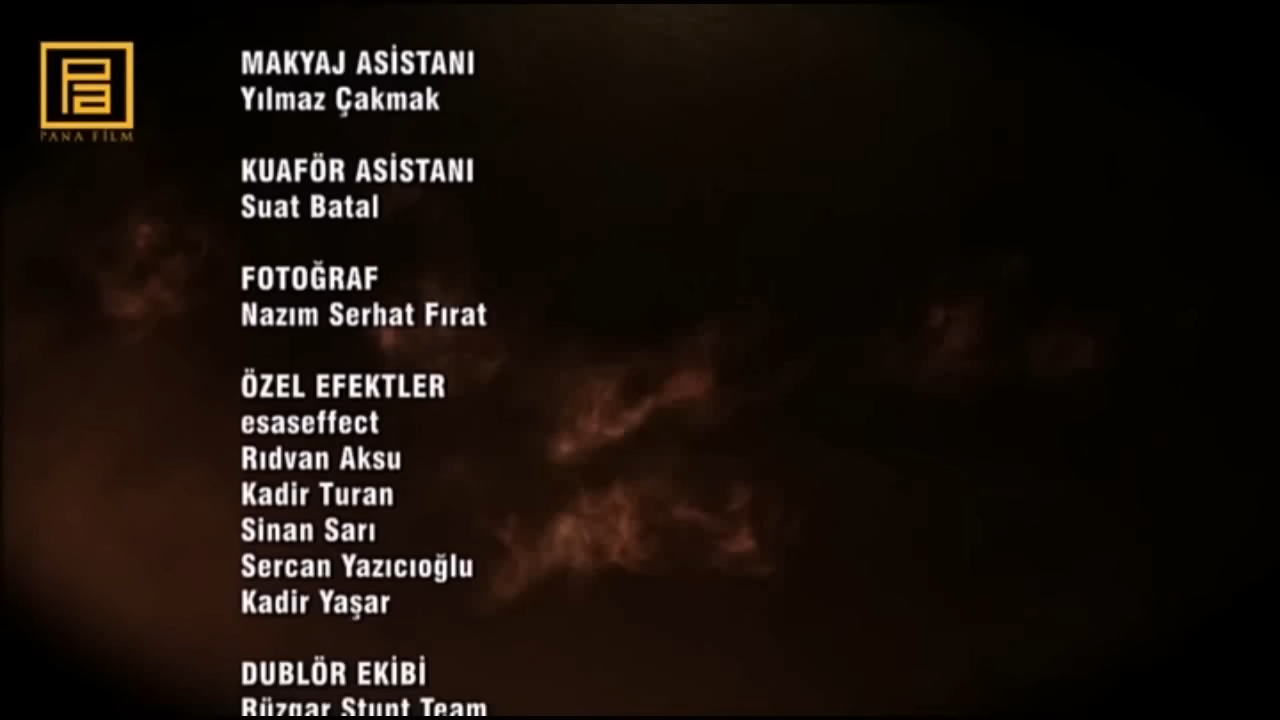 PANA FİLM
MAKYAJ ASİSTANI
Yılmaz Çakmak
KUAFÖR ASİSTANI
Suat Batal
FOTOĞRAF
Nazım Serhat Fırat
ÖZEL EFEKTLER
esaseffect
Rıdvan Aksu
Kadir Turan
Sinan Sarı
Sercan Yazıcıoğlu
Kadir Yaşar
DUBLÖR EKİBİ
Rüzgar Stunt Team